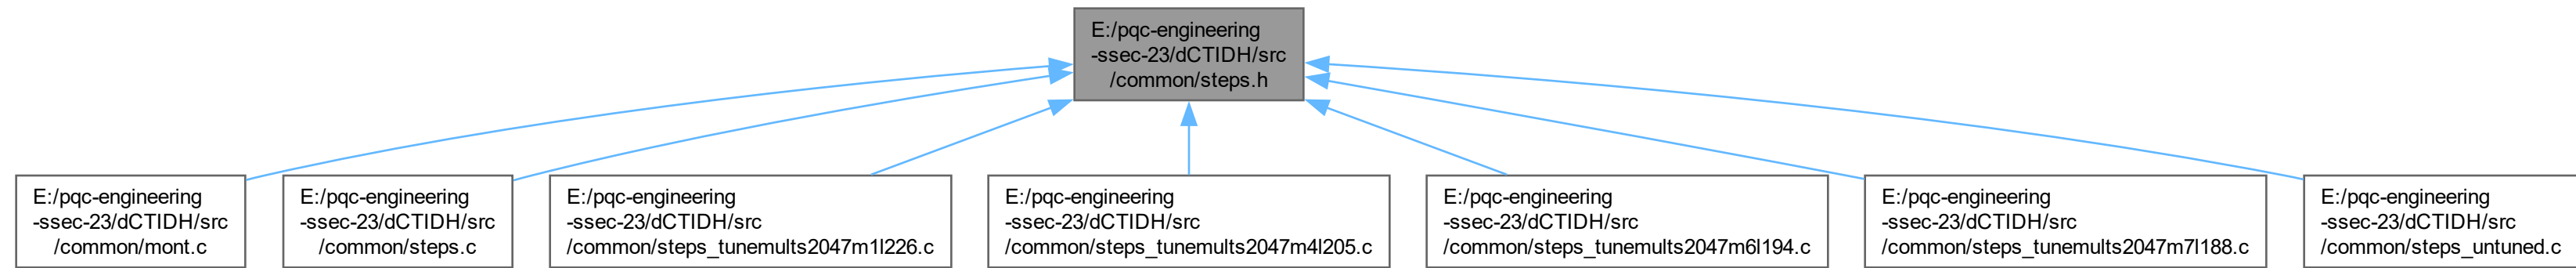 E:/pqc-engineering
-ssec-23/dCTIDH/src
/common/steps.h
E:/pqc-engineering
-ssec-23/dCTIDH/src
/common/mont.c
E:/pqc-engineering
-ssec-23/dCTIDH/src
/common/steps.c
E:/pqc-engineering
-ssec-23/dCTIDH/src
/common/steps_tunemults2047m1l226.c
E:/pqc-engineering
-ssec-23/dCTIDH/src
/common/steps_tunemults2047m4l205.c
E:/pqc-engineering
-ssec-23/dCTIDH/src
/common/steps_tunemults2047m6l194.c
E:/pqc-engineering
-ssec-23/dCTIDH/src
/common/steps_tunemults2047m7l188.c
E:/pqc-engineering
-ssec-23/dCTIDH/src
/common/steps_untuned.c